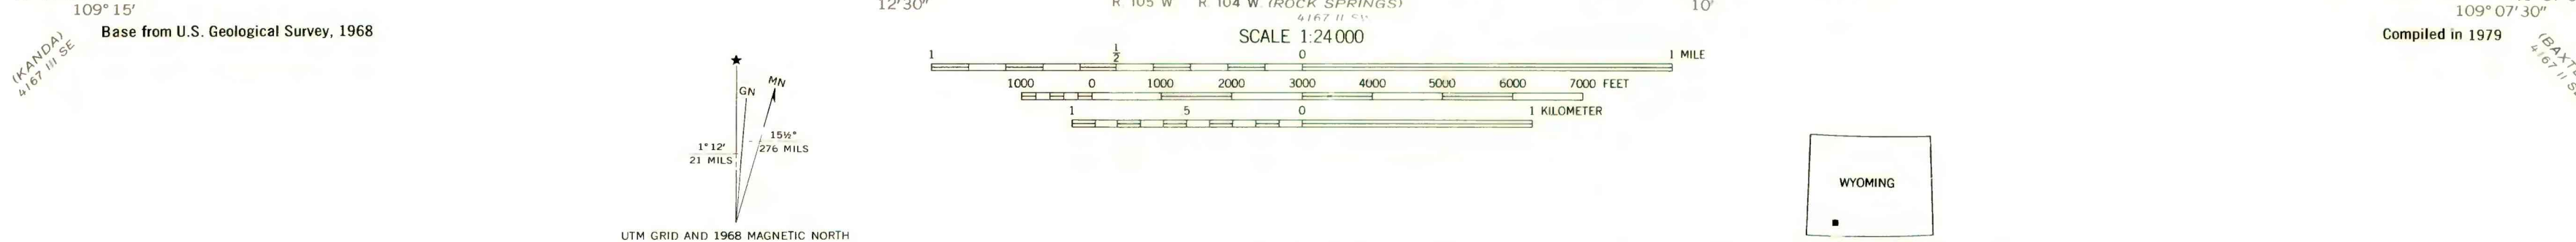 109° 15′
12′30″
R. 105 W.
R. 104 W.
(ROCK SPRINGS)
4167 II SW
10′
109° 07′ 30″
Base from U.S. Geological Survey, 1968
Compiled in 1979
(KANDA)
4167 III SE
SCALE 1:24 000
1 ½ 0 1 MILE
1000 0 1000 2000 3000 4000 5000 6000 7000 FEET
1 5 0 1 KILOMETER
★
GN
MN
1° 12′
21 MILS
15½°
276 MILS
UTM GRID AND 1968 MAGNETIC NORTH
WYOMING